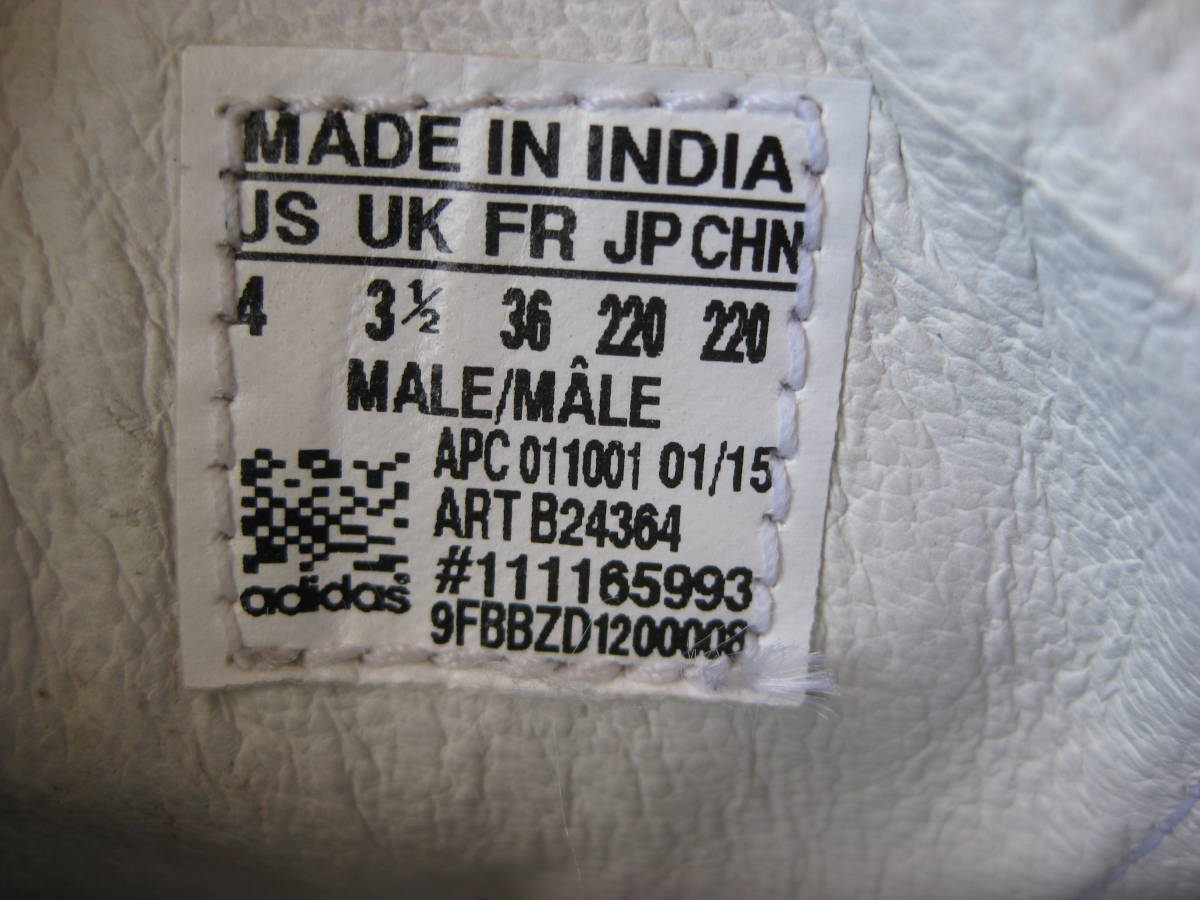 MADE IN INDIA
US UK FR JP CHN
4 3½ 36 220 220
MALE/MÂLE
APC 011001 01/15
ART B24364
#111165993
adidas®
9FBBZD1200008